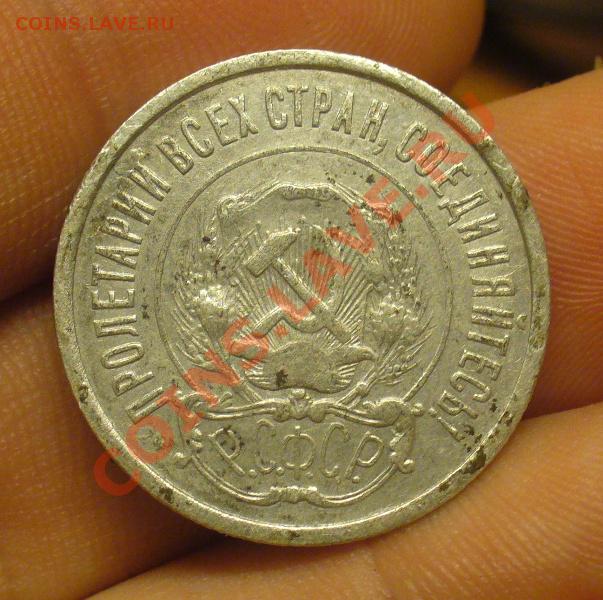 COINS.LAVE.RU
ПРОЛЕТАРИИ ВСЕХ СТРАН, СОЕДИНЯЙТЕСЬ!
COINS.LAVE.RU
Р.С.Ф.С.Р.